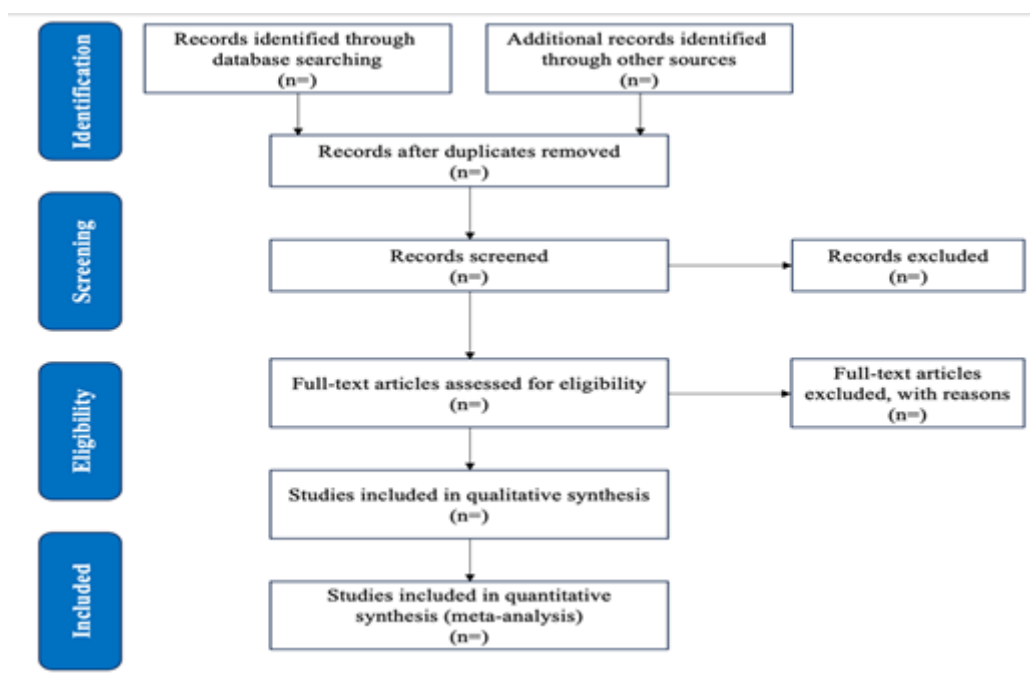 Identification
Records identified through
database searching
(n=)
Additional records identified
through other sources
(n=)
Records after duplicates removed
(n=)
Screening
Records screened
(n=)
Records excluded
(n=)
Eligibility
Full-text articles assessed for eligibility
(n=)
Full-text articles
excluded, with reasons
(n=)
Studies included in qualitative synthesis
(n=)
Included
Studies included in quantitative
synthesis (meta-analysis)
(n=)